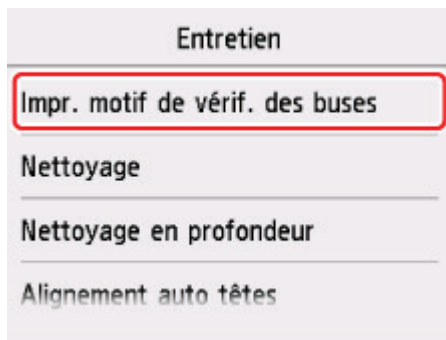 Entretien
Impr. motif de vérif. des buses
Nettoyage
Nettoyage en profondeur
Alignement auto têtes